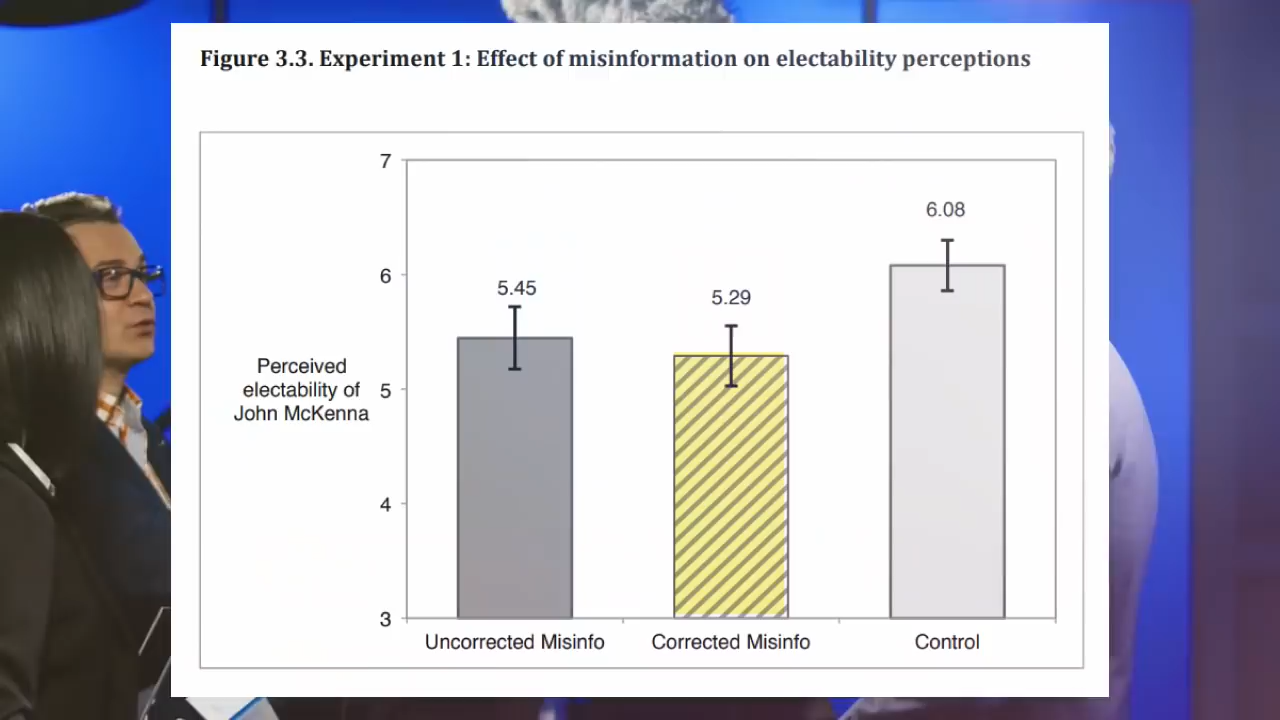 Figure 3.3. Experiment 1: Effect of misinformation on electability perceptions
7
6
5
4
3
Perceived
electability of
John McKenna
5.45
5.29
6.08
Uncorrected Misinfo
Corrected Misinfo
Control